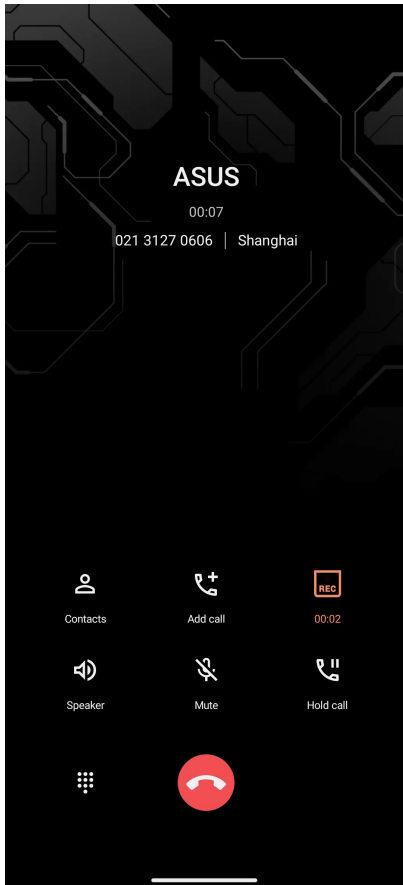 ASUS
00:07
021 3127 0606 | Shanghai
Contacts
Add call
REC
00:02
Speaker
Mute
Hold call